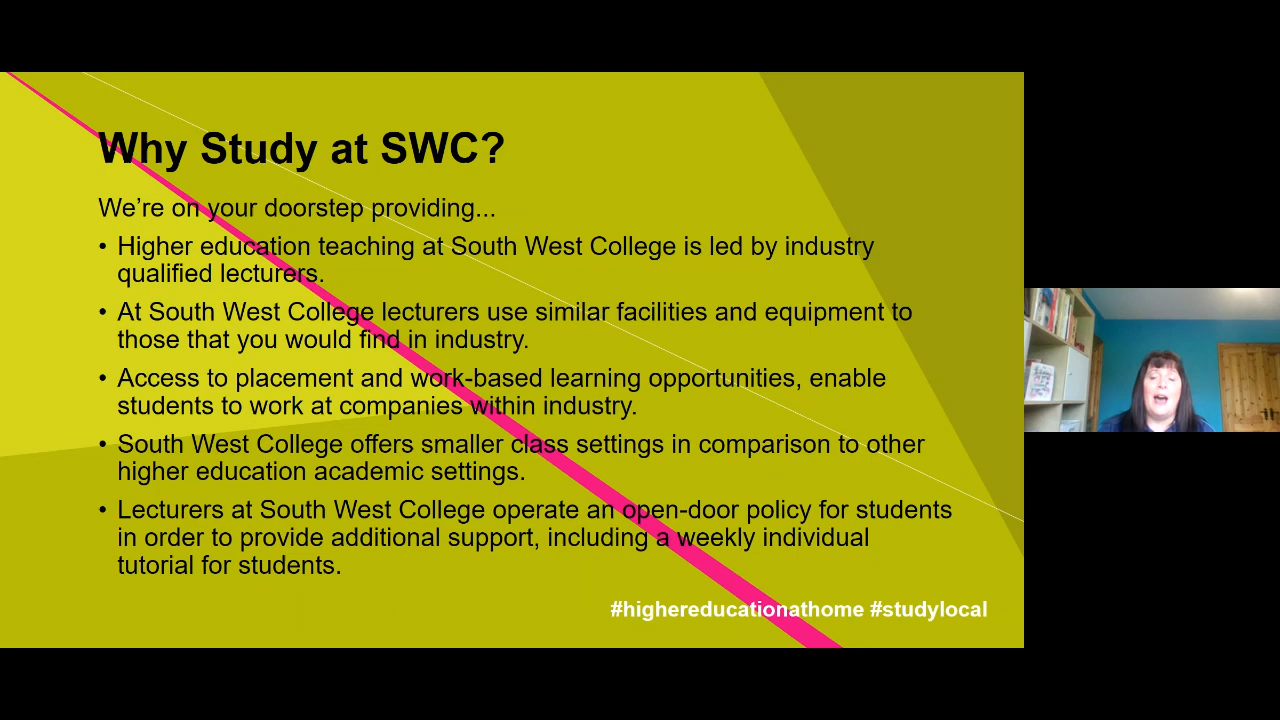 Why Study at SWC?
We’re on your doorstep providing...
• Higher education teaching at South West College is led by industry
qualified lecturers.
• At South West College lecturers use similar facilities and equipment to
those that you would find in industry.
• Access to placement and work-based learning opportunities, enable
students to work at companies within industry.
• South West College offers smaller class settings in comparison to other
higher education academic settings.
• Lecturers at South West College operate an open-door policy for students
in order to provide additional support, including a weekly individual
tutorial for students.
#highereducationathome #studylocal